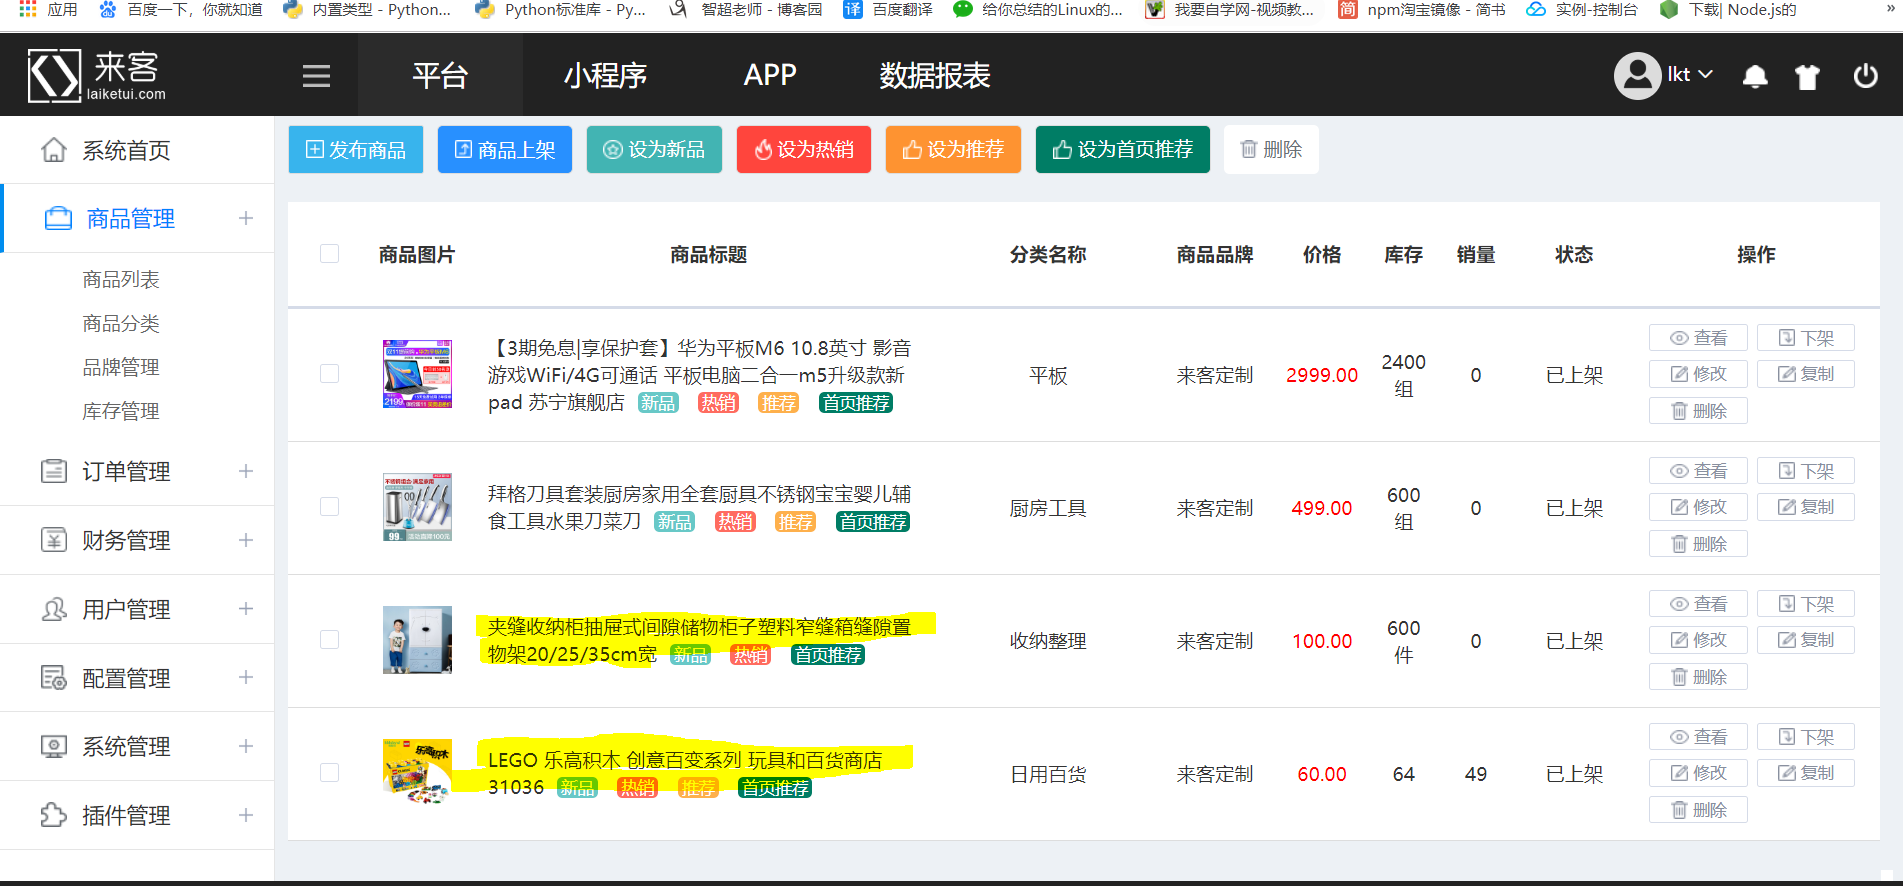 应用 百度一下，你就知道 内置类型 - Python... Python标准库 - Py... 智超老师 - 博客园 百度翻译 给你总结的Linux的... 我要自学网-视频教... npm淘宝镜像 - 简书 实例-控制台 下载| Node.js的 »
来客
laiketui.com
平台 小程序 APP 数据报表 lkt
系统首页
商品管理
商品列表
商品分类
品牌管理
库存管理
订单管理
财务管理
用户管理
配置管理
系统管理
插件管理
发布商品 商品上架 设为新品 设为热销 设为推荐 设为首页推荐 删除
商品图片 商品标题 分类名称 商品品牌 价格 库存 销量 状态 操作
【3期免息|享保护套】华为平板M6 10.8英寸 影音
游戏WiFi/4G可通话 平板电脑二合一m5升级款新
pad 苏宁旗舰店 新品 热销 推荐 首页推荐
平板 来客定制 2999.00 2400
组
0 已上架
查看 下架
修改 复制
删除
拜格刀具套装厨房家用全套厨具不锈钢宝宝婴儿辅
食工具水果刀菜刀 新品 热销 推荐 首页推荐
厨房工具 来客定制 499.00 600
组
0 已上架
查看 下架
修改 复制
删除
夹缝收纳柜抽屉式间隙储物柜子塑料窄缝箱缝隙置
物架20/25/35cm宽 新品 热销 首页推荐
收纳整理 来客定制 100.00 600
件
0 已上架
查看 下架
修改 复制
删除
乐高积木
LEGO 乐高积木 创意百变系列 玩具和百货商店
31036 新品 热销 推荐 首页推荐
日用百货 来客定制 60.00 64 49 已上架
查看 下架
修改 复制
删除